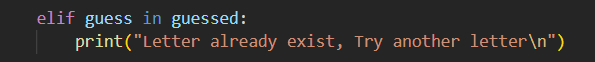 elif guess in guessed:
    print("Letter already exist, Try another letter\n")